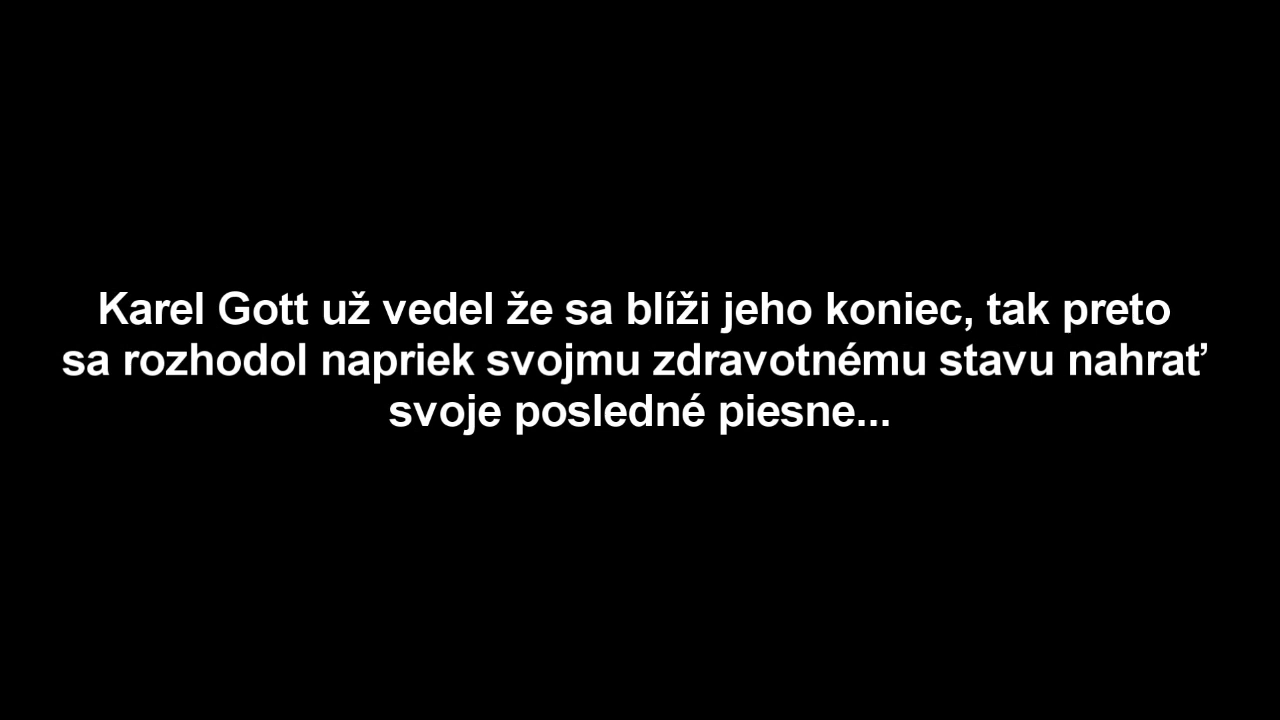 Karel Gott už vedel že sa blíži jeho koniec, tak preto
sa rozhodol napriek svojmu zdravotnému stavu nahrať
svoje posledné piesne...